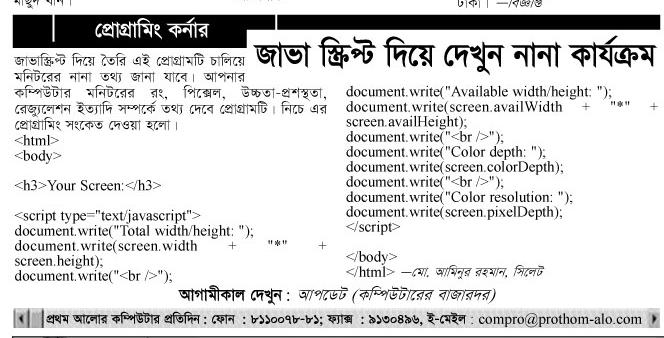 ঢাকা। —বিজ্ঞপ্তি
প্রোগ্রামিং কর্নার
জাভা স্ক্রিপ্ট দিয়ে দেখুন নানা কার্যক্রম
জাভাস্ক্রিপ্ট দিয়ে তৈরি এই প্রোগ্রামটি চালিয়ে
মনিটরের নানা তথ্য জানা যাবে। আপনার
কম্পিউটার মনিটরের রং, পিক্সেল, উচ্চতা-প্রশস্থতা,
রেজ্যুলেশন ইত্যাদি সম্পর্কে তথ্য দেবে প্রোগ্রামটি। নিচে এর
প্রোগ্রামিং সংকেত দেওয়া হলো।
<html>
<body>
<h3>Your Screen:</h3>
<script type="text/javascript">
document.write("Total width/height: ");
document.write(screen.width + "*" +
screen.height);
document.write("<br />");
document.write("Available width/height: ");
document.write(screen.availWidth + "*" +
screen.availHeight);
document.write("<br />");
document.write("Color depth: ");
document.write(screen.colorDepth);
document.write("<br />");
document.write("Color resolution: ");
document.write(screen.pixelDepth);
</script>
</body>
</html> —মো. আমিনুর রহমান, সিলেট
আগামীকাল দেখুন : আপডেট (কম্পিউটারের বাজারদর)
প্রথম আলোর কম্পিউটার প্রতিদিন : ফোন : ৮১১০০৭৮-৮১; ফ্যাক্স : ৯১৩০৪৯৬, ই-মেইল : compro@prothom-alo.com